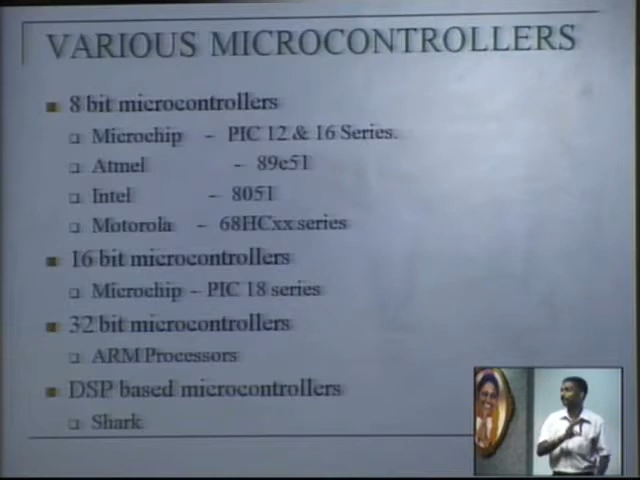 VARIOUS MICROCONTROLLERS
8 bit microcontrollers
Microchip – PIC 12 & 16 Series.
Atmel – 89c51
Intel – 8051
Motorola – 68HCxx series
16 bit microcontrollers
Microchip – PIC 18 series
32 bit microcontrollers
ARM Processors
DSP based microcontrollers
Shark